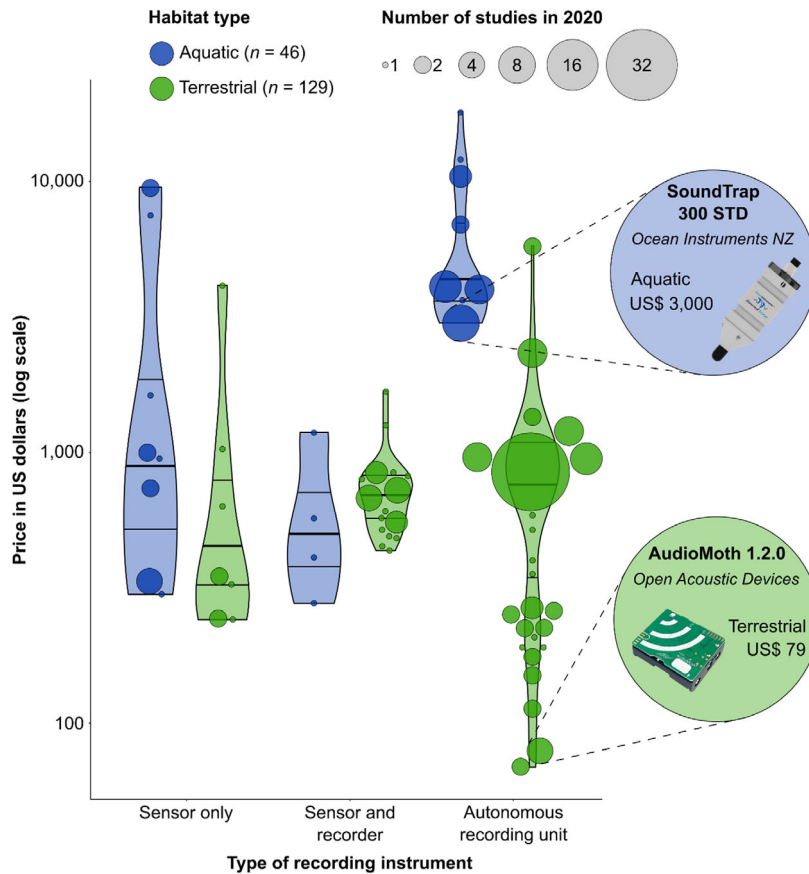 Habitat type
Aquatic (n = 46)
Terrestrial (n = 129)
Number of studies in 2020
1 2 4 8 16 32
Price in US dollars (log scale)
10,000
1,000
100
SoundTrap
300 STD
Ocean Instruments NZ
Aquatic
US$ 3,000
AudioMoth 1.2.0
Open Acoustic Devices
Terrestrial
US$ 79
Sensor only
Sensor and
recorder
Autonomous
recording unit
Type of recording instrument